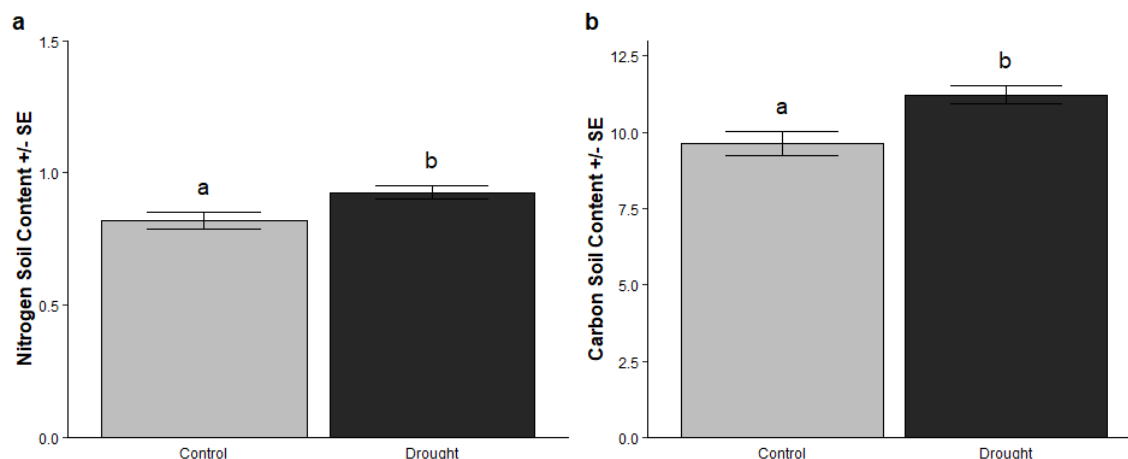 a
Nitrogen Soil Content +/- SE
1.5
1.0
0.5
0.0
a
b
Control
Drought
b
Carbon Soil Content +/- SE
12.5
10.0
7.5
5.0
2.5
0.0
a
b
Control
Drought